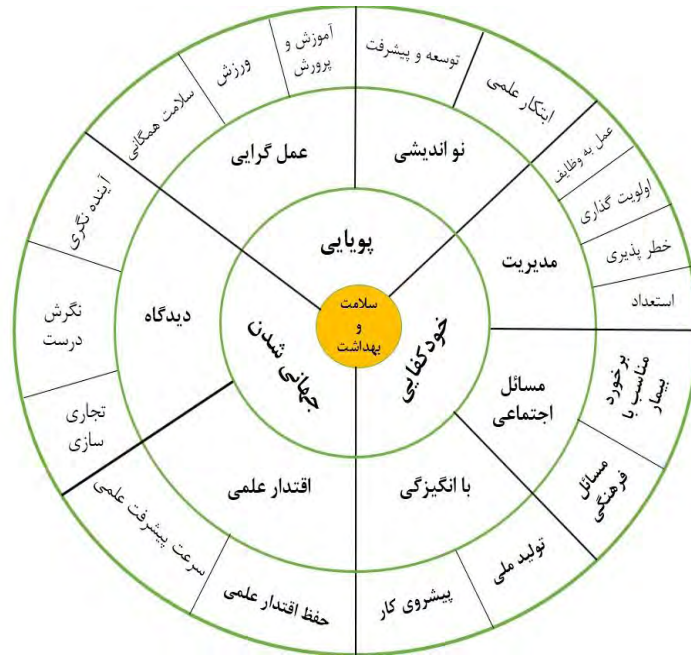 سلامت
و
بهداشت
پویایی
خودکفایی
جهانی شدن
نو اندیشی
مدیریت
مسائل
اجتماعی
با انگیزگی
اقتدار علمی
دیدگاه
عمل گرایی
توسعه و پیشرفت
ابتکار علمی
عمل به وظایف
اولویت گذاری
خطر پذیری
استعداد
برخورد
مناسب با
بیمار
مسائل
فرهنگی
تولید ملی
پیشروی کار
حفظ اقتدار علمی
سرعت پیشرفت علمی
تجاری
سازی
نگرش
درست
آینده نگری
سلامت همگانی
ورزش
آموزش و
پرورش